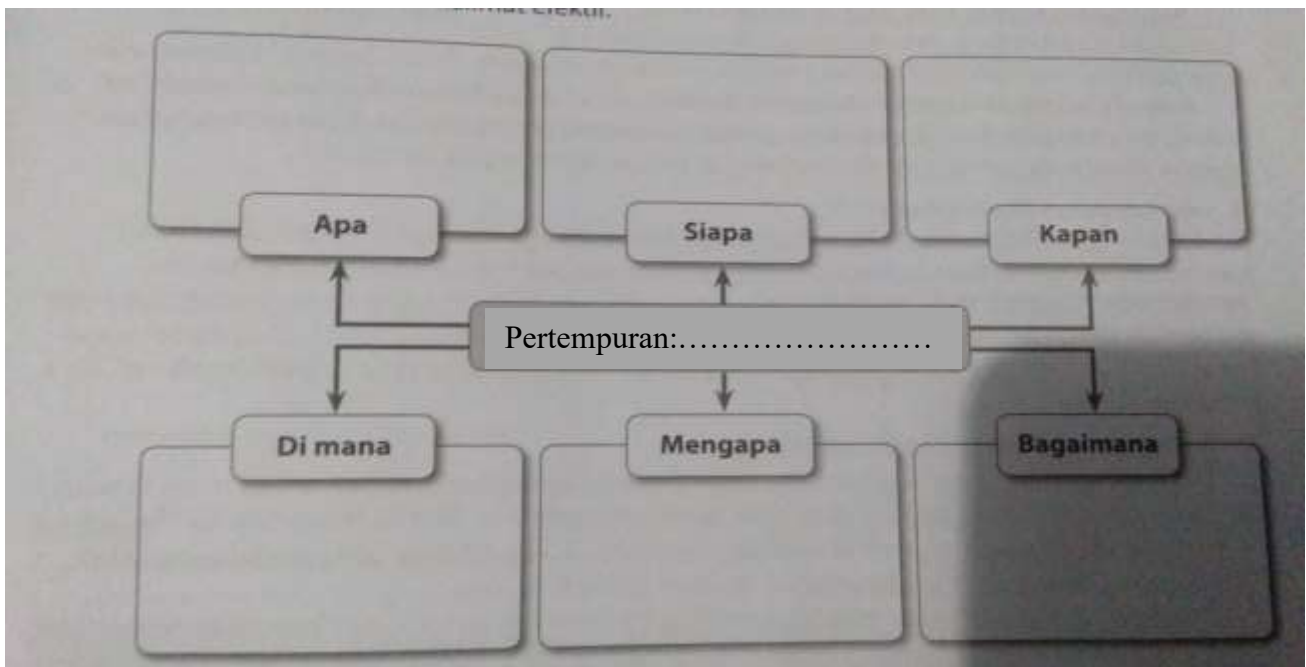 Apa
Siapa
Kapan
Pertempuran:……………………
Di mana
Mengapa
Bagaimana